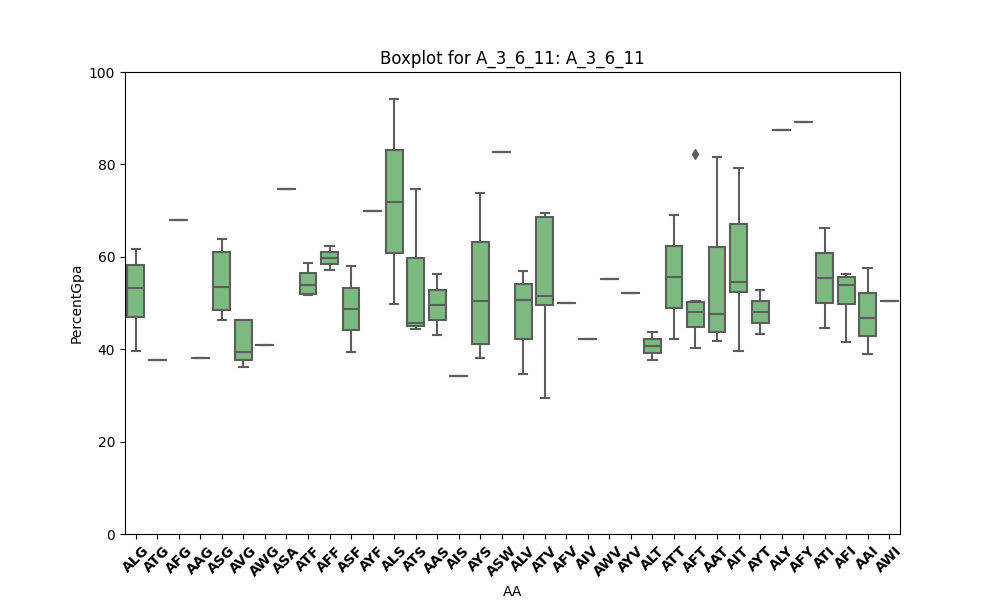 Boxplot for A_3_6_11: A_3_6_11
100
80
60
40
20
0
PercentGpa
ALG ATG AFG AAG ASG AVG AWG ASA ATF AFF ASF AYF ALS ATS AAS AIS AYS ASW ALV ATV AFV AIV AWV AYV ALT ATT AFT AAT AIT AYT ALY AFY ATI AFI AAI AWI
AA